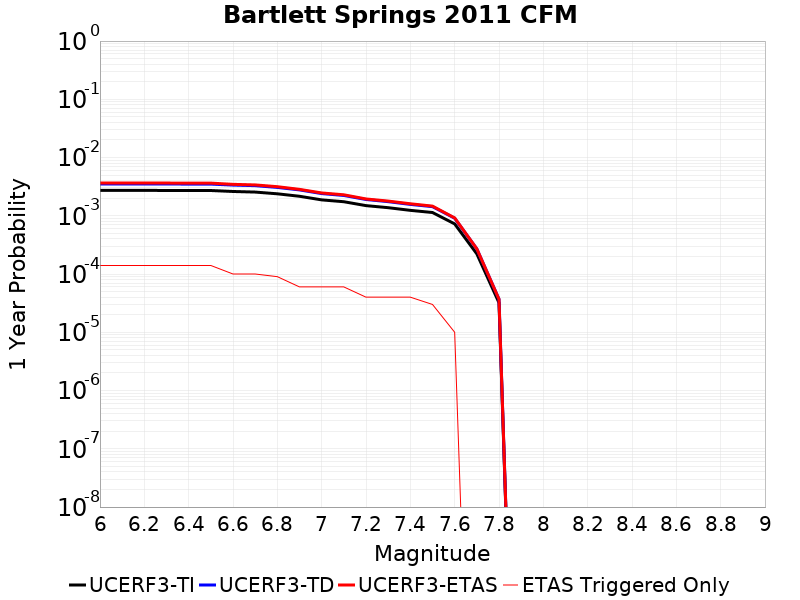 Bartlett Springs 2011 CFM
1 Year Probability
10^0
10^-1
10^-2
10^-3
10^-4
10^-5
10^-6
10^-7
10^-8
6 6.2 6.4 6.6 6.8 7 7.2 7.4 7.6 7.8 8 8.2 8.4 8.6 8.8 9
Magnitude
UCERF3-TI UCERF3-TD UCERF3-ETAS ETAS Triggered Only